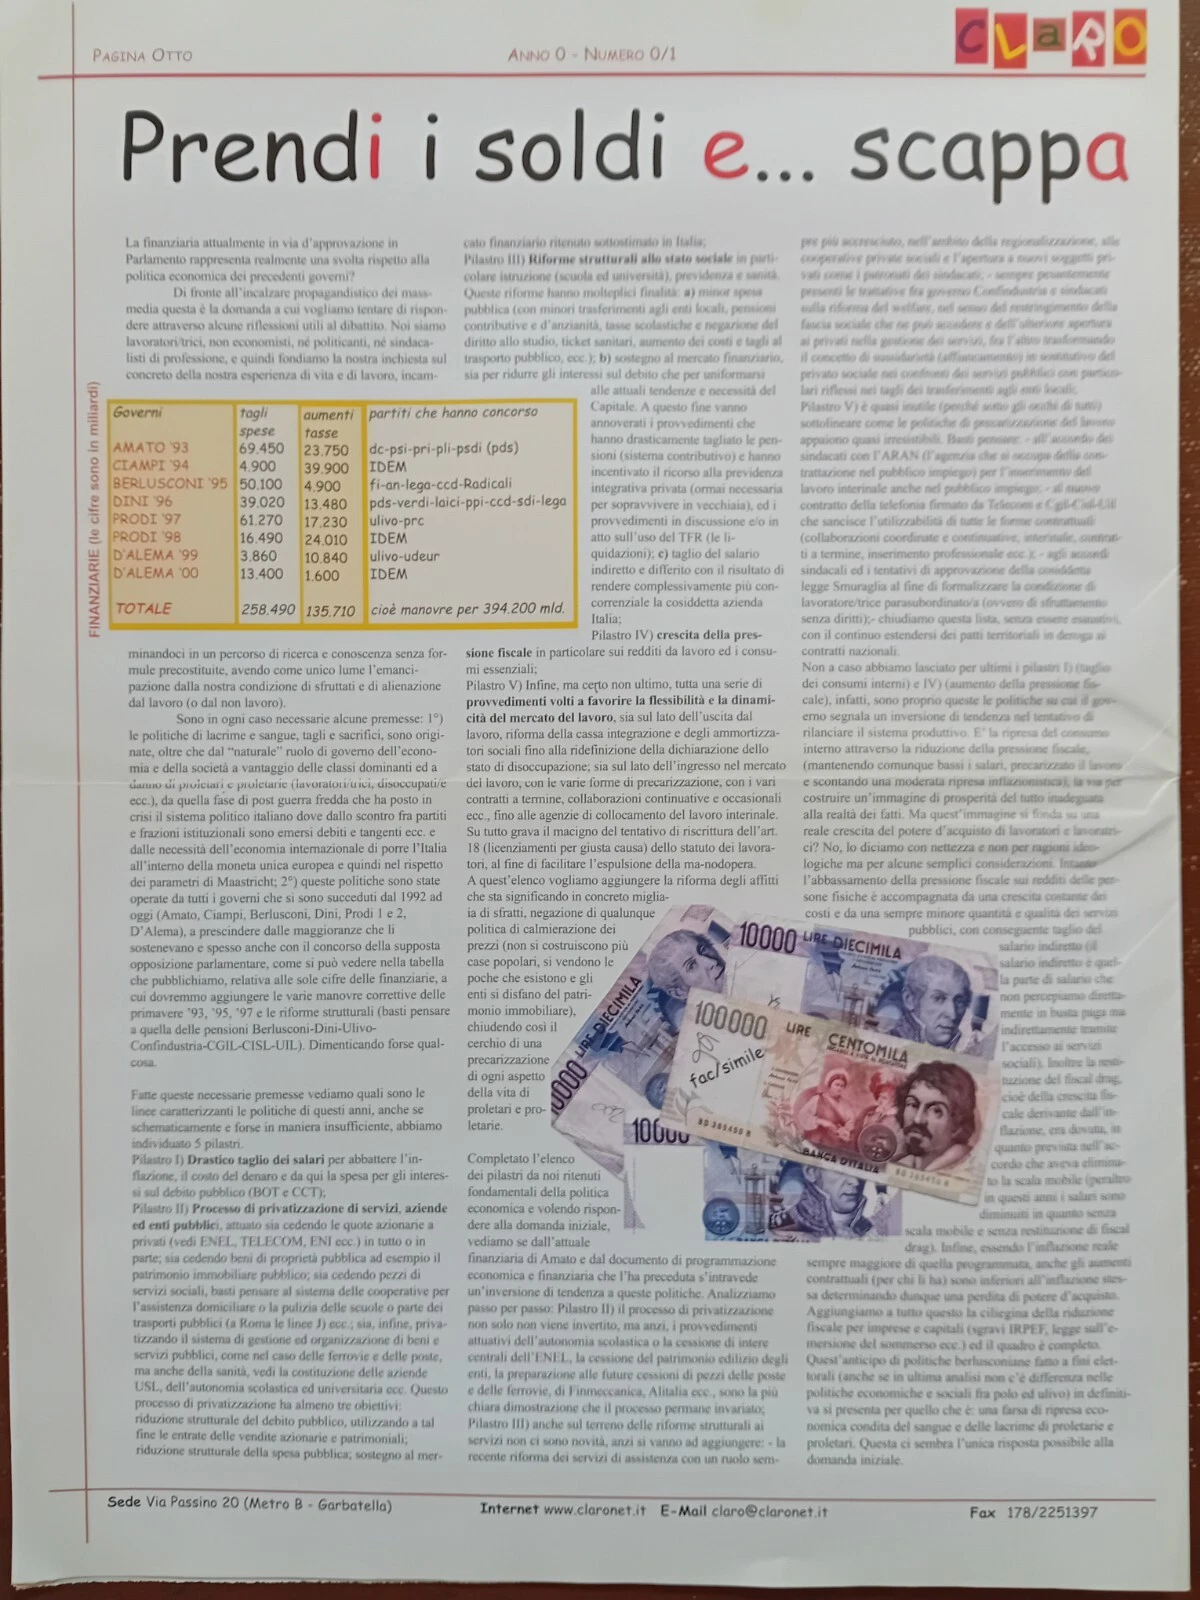 PAGINA OTTO
ANNO 0 - NUMERO 0/1
CLaRO
Prendi i soldi e... scappa
La finanziaria attualmente in via d'approvazione in
Parlamento rappresenta realmente una svolta rispetto alla
politica economica dei precedenti governi?
Di fronte all'incalzare propagandistico dei mass-
media questa è la domanda a cui vogliamo tentare di rispon-
dere attraverso alcune riflessioni utili al dibattito. Noi siamo
lavoratori/trici, non economisti, né politicanti, né sindaca-
listi di professione, e quindi fondiamo la nostra inchiesta sul
concreto della nostra esperienza di vita e di lavoro, incam-
FINANZIARIE (le cifre sono in miliardi)
Governi tagli spese aumenti tasse partiti che hanno concorso
AMATO '93 69.450 23.750 dc-psi-pri-pli-psdi (pds)
CIAMPI '94 4.900 39.900 IDEM
BERLUSCONI '95 50.100 4.900 fi-an-lega-ccd-Radicali
DINI '96 39.020 13.480 pds-verdi-laici-ppi-ccd-sdi-lega
PRODI '97 61.270 17.230 ulivo-prc
PRODI '98 16.490 24.010 IDEM
D'ALEMA '99 3.860 10.840 ulivo-udeur
D'ALEMA '00 13.400 1.600 IDEM
TOTALE 258.490 135.710 cioè manovre per 394.200 mld.
minandoci in un percorso di ricerca e conoscenza senza for-
mule precostituite, avendo come unico lume l'emanci-
pazione dalla nostra condizione di sfruttati e di alienazione
dal lavoro (o dal non lavoro).
Sono in ogni caso necessarie alcune premesse: 1°)
le politiche di lacrime e sangue, tagli e sacrifici, sono origi-
nate, oltre che dal "naturale" ruolo di governo dell'econo-
mia e della società a vantaggio delle classi dominanti ed a
danno di proletari e proletarie (lavoratori/trici, disoccupati/e
ecc.), da quella fase di post guerra fredda che ha posto in
crisi il sistema politico italiano dove dallo scontro fra partiti
e frazioni istituzionali sono emersi debiti e tangenti ecc. e
dalle necessità dell'economia internazionale di porre l'Italia
all'interno della moneta unica europea e quindi nel rispetto
dei parametri di Maastricht; 2°) queste politiche sono state
operate da tutti i governi che si sono succeduti dal 1992 ad
oggi (Amato, Ciampi, Berlusconi, Dini, Prodi 1 e 2,
D'Alema), a prescindere dalle maggioranze che li
sostenevano e spesso anche con il concorso della supposta
opposizione parlamentare, come si può vedere nella tabella
che pubblichiamo, relativa alle sole cifre delle finanziarie, a
cui dovremmo aggiungere le varie manovre correttive delle
primavere '93, '95, '97 e le riforme strutturali (basti pensare
a quella delle pensioni Berlusconi-Dini-Ulivo-
Confindustria-CGIL-CISL-UIL). Dimenticando forse qual-
cosa.
Fatte queste necessarie premesse vediamo quali sono le
linee caratterizzanti le politiche di questi anni, anche se
schematicamente e forse in maniera insufficiente, abbiamo
individuato 5 pilastri.
Pilastro I) Drastico taglio dei salari per abbattere l'in-
flazione, il costo del denaro e da qui la spesa per gli interes-
si sul debito pubblico (BOT e CCT);
Pilastro II) Processo di privatizzazione di servizi, aziende
ed enti pubblici, attuato sia cedendo le quote azionarie a
privati (vedi ENEL, TELECOM, ENI ecc.) in tutto o in
parte; sia cedendo beni di proprietà pubblica ad esempio il
patrimonio immobiliare pubblico; sia cedendo pezzi di
servizi sociali, basti pensare al sistema delle cooperative per
l'assistenza domiciliare o la pulizia delle scuole o parte dei
trasporti pubblici (a Roma le linee J) ecc.; sia, infine, priva-
tizzando il sistema di gestione ed organizzazione di beni e
servizi pubblici, come nel caso delle ferrovie e delle poste,
ma anche della sanità, vedi la costituzione delle aziende
USL, dell'autonomia scolastica ed universitaria ecc. Questo
processo di privatizzazione ha almeno tre obiettivi:
riduzione strutturale del debito pubblico, utilizzando a tal
fine le entrate delle vendite azionarie e patrimoniali;
riduzione strutturale della spesa pubblica; sostegno al mer-
cato finanziario ritenuto sottostimato in Italia;
Pilastro III) Riforme strutturali allo stato sociale in parti-
colare istruzione (scuola ed università), previdenza e sanità.
Queste riforme hanno molteplici finalità: a) minor spesa
pubblica (con minori trasferimenti agli enti locali, pensioni
contributive e d'anzianità, tasse scolastiche e negazione del
diritto allo studio, ticket sanitari, aumento dei costi e tagli al
trasporto pubblico, ecc.); b) sostegno al mercato finanziario,
sia per ridurre gli interessi sul debito che per uniformarsi
alle attuali tendenze e necessità del
Capitale. A questo fine vanno
annoverati i provvedimenti che
hanno drasticamente tagliato le pen-
sioni (sistema contributivo) e hanno
incentivato il ricorso alla previdenza
integrativa privata (ormai necessaria
per sopravvivere in vecchiaia), ed i
provvedimenti in discussione e/o in
atto sull'uso del TFR (le li-
quidazioni); c) taglio del salario
indiretto e differito con il risultato di
rendere complessivamente più con-
correnziale la cosiddetta azienda
Italia;
Pilastro IV) crescita della pres-
sione fiscale in particolare sui redditi da lavoro ed i consu-
mi essenziali;
Pilastro V) Infine, ma certo non ultimo, tutta una serie di
provvedimenti volti a favorire la flessibilità e la dinami-
cità del mercato del lavoro, sia sul lato dell'uscita dal
lavoro, riforma della cassa integrazione e degli ammortizza-
tori sociali fino alla ridefinizione della dichiarazione dello
stato di disoccupazione; sia sul lato dell'ingresso nel mercato
del lavoro, con le varie forme di precarizzazione, con i vari
contratti a termine, collaborazioni continuative e occasionali
ecc., fino alle agenzie di collocamento del lavoro interinale.
Su tutto grava il macigno del tentativo di riscrittura dell'art.
18 (licenziamenti per giusta causa) dello statuto dei lavora-
tori, al fine di facilitare l'espulsione della ma-nodopera.
A quest'elenco vogliamo aggiungere la riforma degli affitti
che sta significando in concreto miglia-
ia di sfratti, negazione di qualunque
politica di calmierazione dei
prezzi (non si costruiscono più
case popolari, si vendono le
poche che esistono e gli
enti si disfano del patri-
monio immobiliare),
chiudendo così il
cerchio di una
precarizzazione
di ogni aspetto
della vita di
proletari e pro-
letarie.
Completato l'elenco
dei pilastri da noi ritenuti
fondamentali della politica
economica e volendo rispon-
dere alla domanda iniziale,
vediamo se dall'attuale
finanziaria di Amato e dal documento di programmazione
economica e finanziaria che l'ha preceduta s'intravede
un'inversione di tendenza a queste politiche. Analizziamo
passo per passo: Pilastro II) il processo di privatizzazione
non solo non viene invertito, ma anzi, i provvedimenti
attuativi dell'autonomia scolastica o la cessione di intere
centrali dell'ENEL, la cessione del patrimonio edilizio degli
enti, la preparazione alle future cessioni di pezzi delle poste
e delle ferrovie, di Finmeccanica, Alitalia ecc., sono la più
chiara dimostrazione che il processo permane invariato;
Pilastro III) anche sul terreno delle riforme strutturali ai
servizi non ci sono novità, anzi si vanno ad aggiungere: - la
recente riforma dei servizi di assistenza con un ruolo sem-
pre più accresciuto, nell'ambito della regionalizzazione, alle
cooperative private sociali e l'apertura a nuovi soggetti pri-
vati come i patronati dei sindacati; - sempre pesantemente
presenti le trattative fra governo Confindustria e sindacati
sulla riforma del welfare, nel senso del restringimento della
fascia sociale che ne può accedere e dell'ulteriore apertura
ai privati nella gestione dei servizi, fra l'altro trasformando
il concetto di sussidiarietà (affiancamento) in sostitutivo del
privato sociale nei confronti dei servizi pubblici con partico-
lari riflessi nei tagli dei trasferimenti agli enti locali;
Pilastro V) è quasi inutile (perché sotto gli occhi di tutti)
sottolineare come le politiche di precarizzazione del lavoro
appaiono quasi irresistibili. Basti pensare: - all'accordo dei
sindacati con l'ARAN (l'agenzia che si occupa della con-
trattazione nel pubblico impiego) per l'inserimento del
lavoro interinale anche nel pubblico impiego; - al nuovo
contratto della telefonia firmato da Telecom e Cgil-Cisl-Uil
che sancisce l'utilizzabilità di tutte le forme contrattuali
(collaborazioni coordinate e continuative, interinale, contrat-
ti a termine, inserimento professionale ecc.); - agli accordi
sindacali ed i tentativi di approvazione della cosiddetta
legge Smuraglia al fine di formalizzare la condizione di
lavoratore/trice parasubordinato/a (ovvero di sfruttamento
senza diritti);- chiudiamo questa lista, senza essere esaustivi,
con il continuo estendersi dei patti territoriali in deroga ai
contratti nazionali.
Non a caso abbiamo lasciato per ultimi i pilastri I) (taglio
dei consumi interni) e IV) (aumento della pressione fis-
cale), infatti, sono proprio queste le politiche su cui il gov-
erno segnala un inversione di tendenza nel tentativo di
rilanciare il sistema produttivo. E' la ripresa del consumo
interno attraverso la riduzione della pressione fiscale,
(mantenendo comunque bassi i salari, precarizzato il lavoro
e scontando una moderata ripresa inflazionistica), la via per
costruire un'immagine di prosperità del tutto inadeguata
alla realtà dei fatti. Ma quest'immagine si fonda su una
reale crescita del potere d'acquisto di lavoratori e lavoratri-
ci? No, lo diciamo con nettezza e non per ragioni ideo-
logiche ma per alcune semplici considerazioni. Intanto
l'abbassamento della pressione fiscale sui redditi delle per-
sone fisiche è accompagnata da una crescita costante dei
costi e da una sempre minore quantità e qualità dei servizi
pubblici, con conseguente taglio del
salario indiretto (il
salario indiretto è quel-
la parte di salario che
non percepiamo diretta-
mente in busta paga ma
indirettamente tramite
l'accesso ai servizi
sociali). Inoltre la resti-
tuzione del fiscal drag,
cioè della crescita fis-
cale derivante dall'in-
flazione, era dovuta, in
quanto prevista nell'ac-
cordo che aveva elimina-
to la scala mobile (peraltro
in questi anni i salari sono
diminuiti in quanto senza
scala mobile e senza restituzione di fiscal
drag). Infine, essendo l'inflazione reale
sempre maggiore di quella programmata, anche gli aumenti
contrattuali (per chi li ha) sono inferiori all'inflazione stes-
sa determinando dunque una perdita di potere d'acquisto.
Aggiungiamo a tutto questo la ciliegina della riduzione
fiscale per imprese e capitali (sgravi IRPEF, legge sull'e-
mersione del sommerso ecc.) ed il quadro è completo.
Quest'anticipo di politiche berlusconiane fatto a fini elet-
torali (anche se in ultima analisi non c'è differenza nelle
politiche economiche e sociali fra polo ed ulivo) in definiti-
va si presenta per quello che è: una farsa di ripresa eco-
nomica condita del sangue e delle lacrime di proletarie e
proletari. Questa ci sembra l'unica risposta possibile alla
domanda iniziale.
10000 LIRE DIECIMILA
LIRE DIECIMILA
10000
100000 LIRE CENTOMILA
fac/simile
BANCA D'ITALIA
10000
Sede Via Passino 20 (Metro B - Garbatella)
Internet www.claronet.it E-Mail claro@claronet.it
Fax 178/2251397